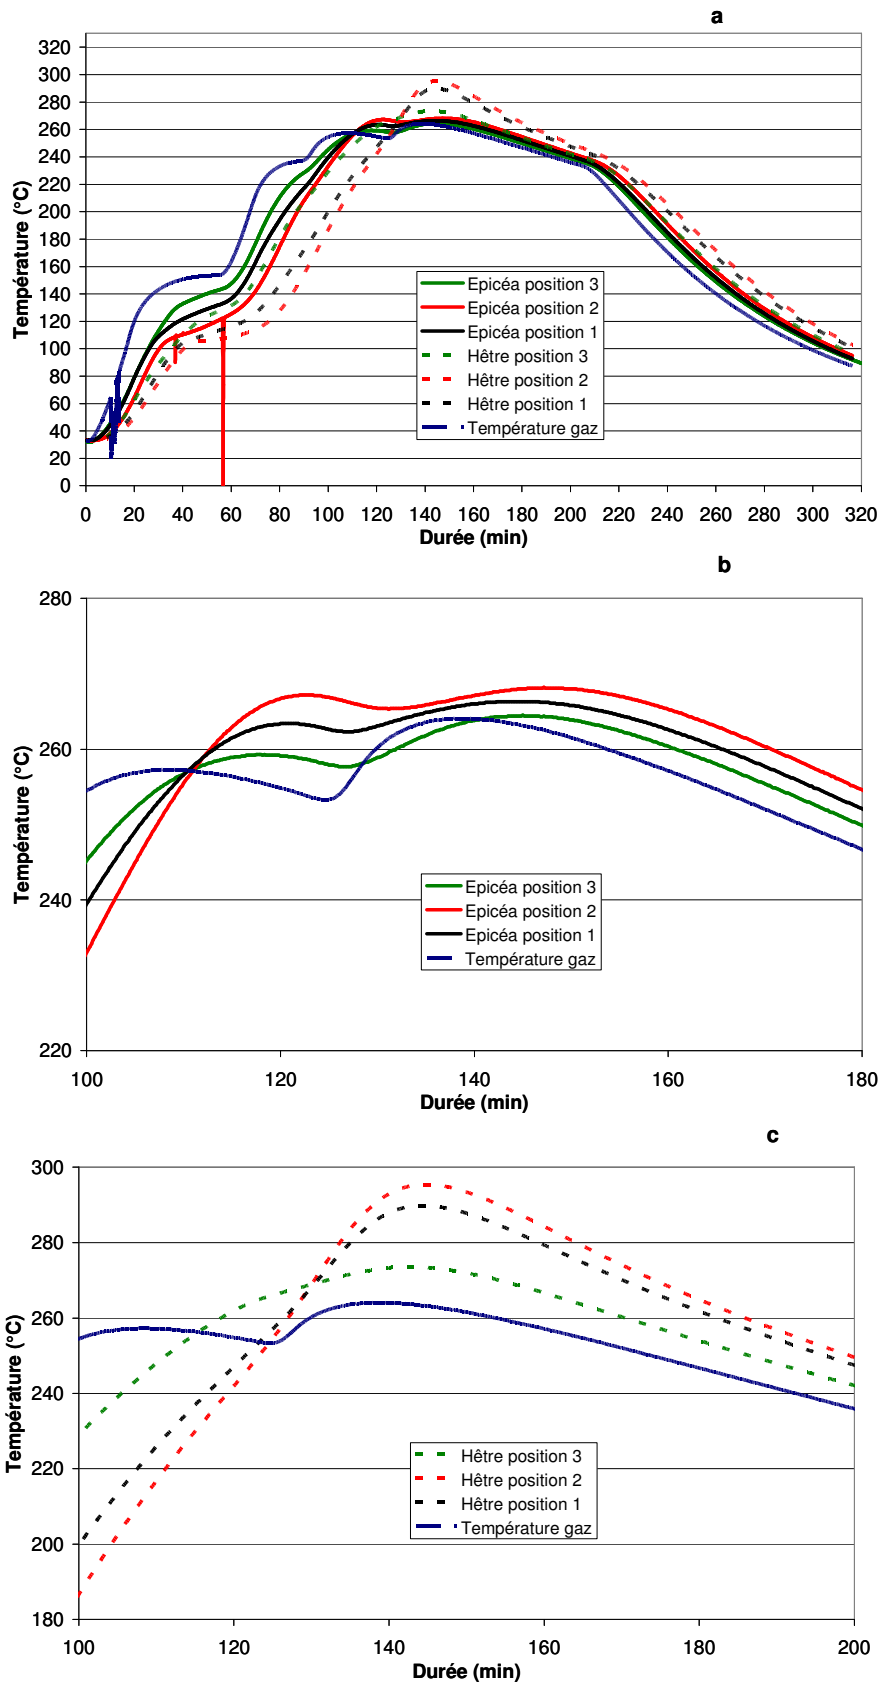 a
320
300
280
260
240
220
200
180
160
140
120
100
80
60
40
20
0
Température (°C)
Epicéa position 3
Epicéa position 2
Epicéa position 1
Hêtre position 3
Hêtre position 2
Hêtre position 1
Température gaz
0 20 40 60 80 100 120 140 160 180 200 220 240 260 280 300 320
Durée (min)
b
280
260
240
220
Température (°C)
Epicéa position 3
Epicéa position 2
Epicéa position 1
Température gaz
100 120 140 160 180
Durée (min)
c
300
280
260
240
220
200
180
Température (°C)
Hêtre position 3
Hêtre position 2
Hêtre position 1
Température gaz
100 120 140 160 180 200
Durée (min)